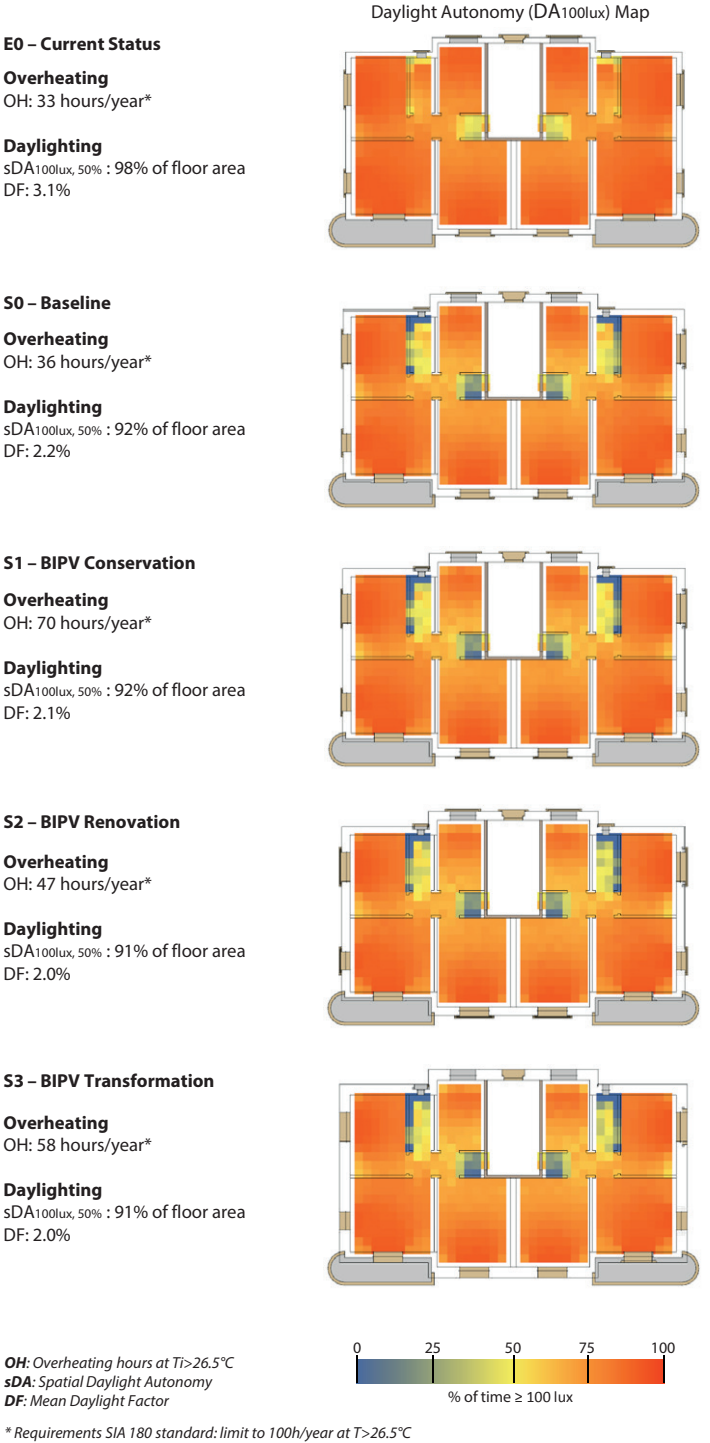 Daylight Autonomy (DA100lux) Map
E0 – Current Status
Overheating
OH: 33 hours/year*
Daylighting
sDA100lux, 50% : 98% of floor area
DF: 3.1%
S0 – Baseline
Overheating
OH: 36 hours/year*
Daylighting
sDA100lux, 50% : 92% of floor area
DF: 2.2%
S1 – BIPV Conservation
Overheating
OH: 70 hours/year*
Daylighting
sDA100lux, 50% : 92% of floor area
DF: 2.1%
S2 – BIPV Renovation
Overheating
OH: 47 hours/year*
Daylighting
sDA100lux, 50% : 91% of floor area
DF: 2.0%
S3 – BIPV Transformation
Overheating
OH: 58 hours/year*
Daylighting
sDA100lux, 50% : 91% of floor area
DF: 2.0%
0 25 50 75 100
% of time ≥ 100 lux
OH: Overheating hours at Ti>26.5°C
sDA: Spatial Daylight Autonomy
DF: Mean Daylight Factor
* Requirements SIA 180 standard: limit to 100h/year at T>26.5°C